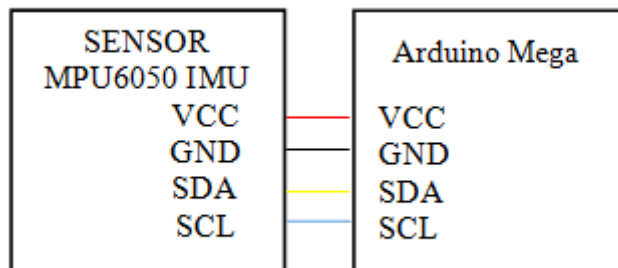 SENSOR
MPU6050 IMU
VCC
GND
SDA
SCL
Arduino Mega
VCC
GND
SDA
SCL